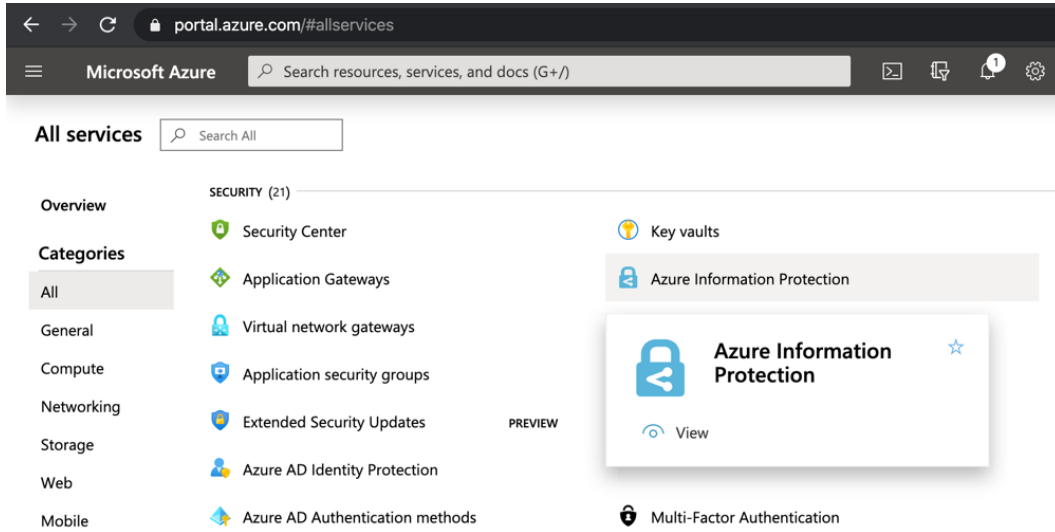 portal.azure.com/#allservices
Microsoft Azure
Search resources, services, and docs (G+/)
1
All services
Search All
Overview
Categories
All
General
Compute
Networking
Storage
Web
Mobile
SECURITY (21)
Security Center
Application Gateways
Virtual network gateways
Application security groups
Extended Security Updates PREVIEW
Azure AD Identity Protection
Azure AD Authentication methods
Key vaults
Azure Information Protection
Azure Information
Protection
View
Multi-Factor Authentication